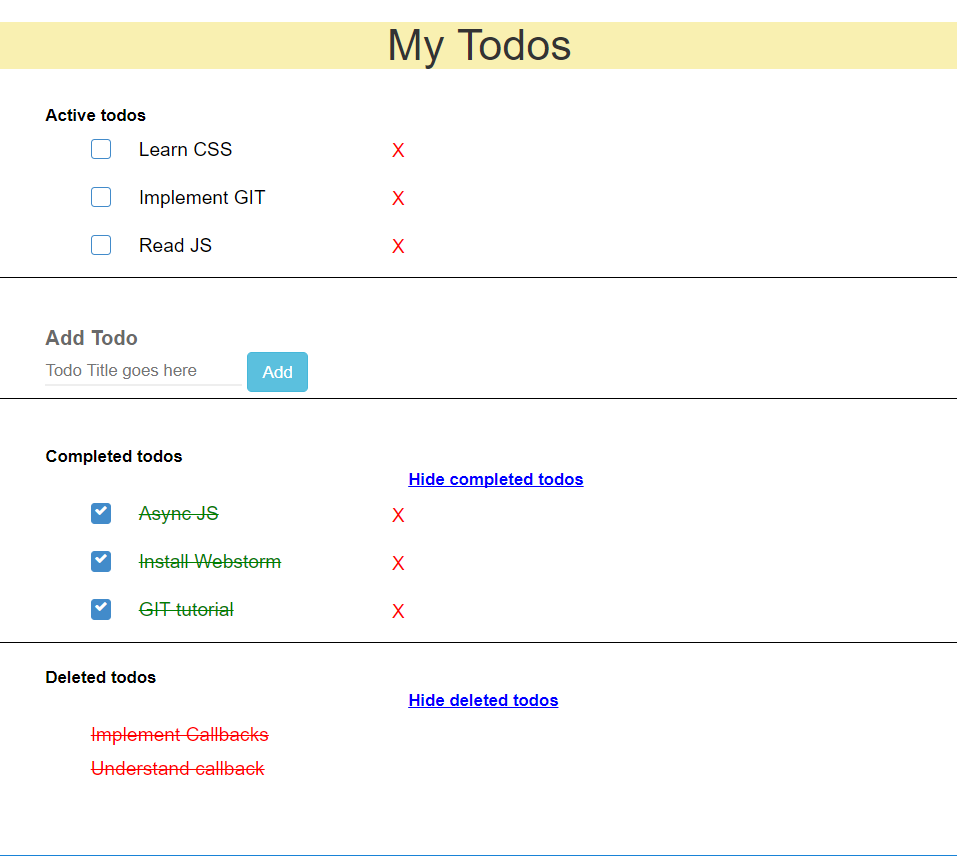 My Todos
Active todos
Learn CSS X
Implement GIT X
Read JS X
Add Todo
Todo Title goes here Add
Completed todos
Hide completed todos
Async JS X
Install Webstorm X
GIT tutorial X
Deleted todos
Hide deleted todos
Implement Callbacks
Understand callback